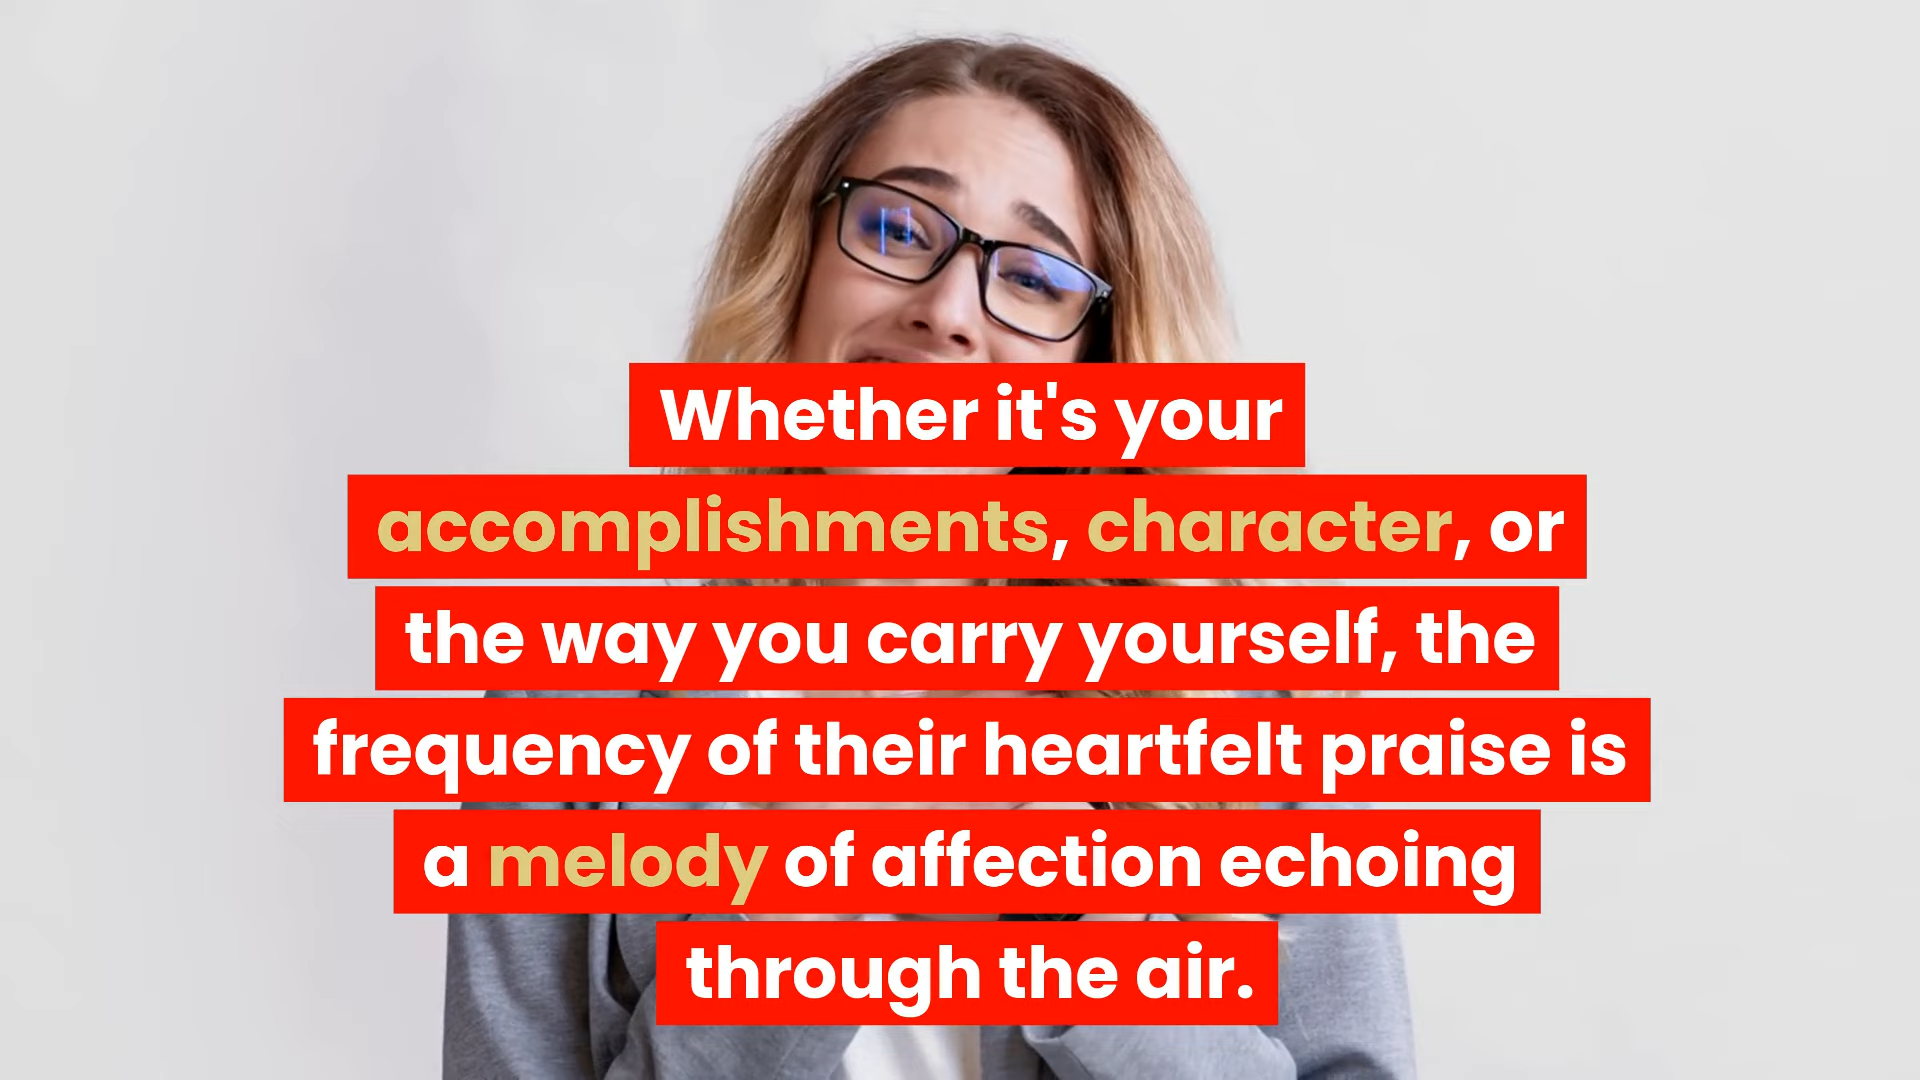 Whether it's your
accomplishments, character, or
the way you carry yourself, the
frequency of their heartfelt praise is
a melody of affection echoing
through the air.